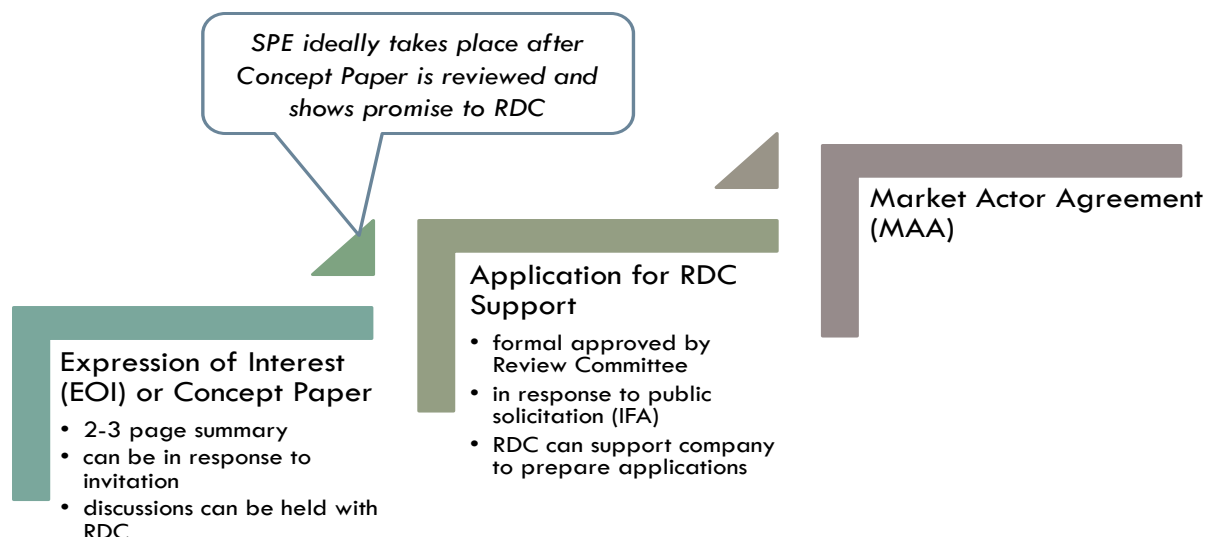 SPE ideally takes place after
Concept Paper is reviewed and
shows promise to RDC
Expression of Interest
(EOI) or Concept Paper
• 2-3 page summary
• can be in response to
invitation
• discussions can be held with
RDC
Application for RDC
Support
• formal approved by
Review Committee
• in response to public
solicitation (IFA)
• RDC can support company
to prepare applications
Market Actor Agreement
(MAA)